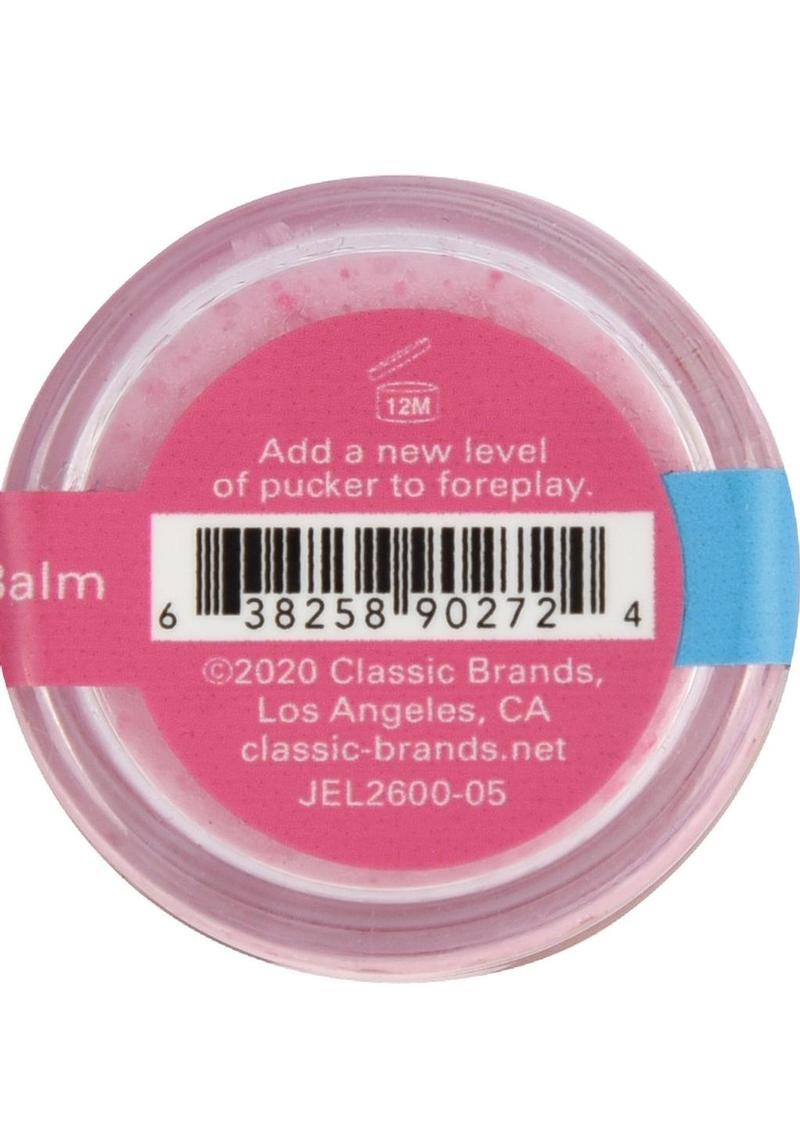 12M
Add a new level
of pucker to foreplay.
Balm
6 38258 90272 4
©2020 Classic Brands,
Los Angeles, CA
classic-brands.net
JEL2600-05